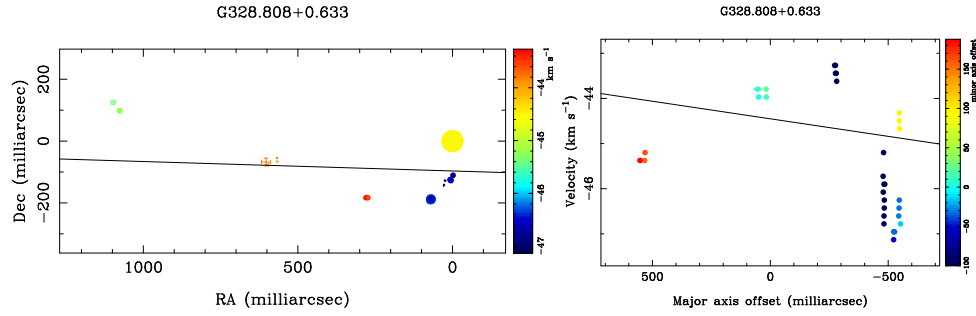 G328.808+0.633
Dec (milliarcsec)
200
0
−200
1000
500
0
RA (milliarcsec)
−44
−45
−46
−47
km s⁻¹
G328.808+0.633
Velocity (km s⁻¹)
−44
−46
500
0
−500
Major axis offset (milliarcsec)
150
100
50
0
−50
−100
minor axis offset